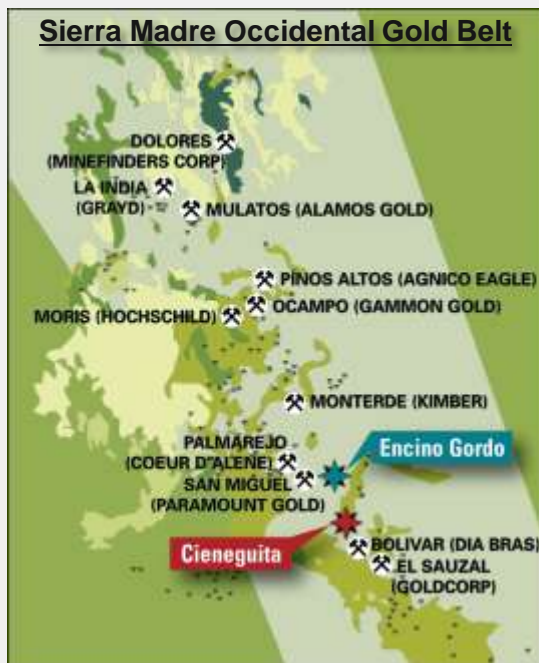 Sierra Madre Occidental Gold Belt
DOLORES
(MINEFINDERS CORP)
LA INDIA
(GRAYD)
MULATOS (ALAMOS GOLD)
PINOS ALTOS (AGNICO EAGLE)
OCAMPO (GAMMON GOLD)
MORIS (HOCHSCHILD)
MONTERDE (KIMBER)
PALMAREJO
(COEUR D"ALENE)
Encino Gordo
SAN MIGUEL
(PARAMOUNT GOLD)
Cieneguita
BOLIVAR (DIA BRAS)
EL SAUZAL
(GOLDCORP)